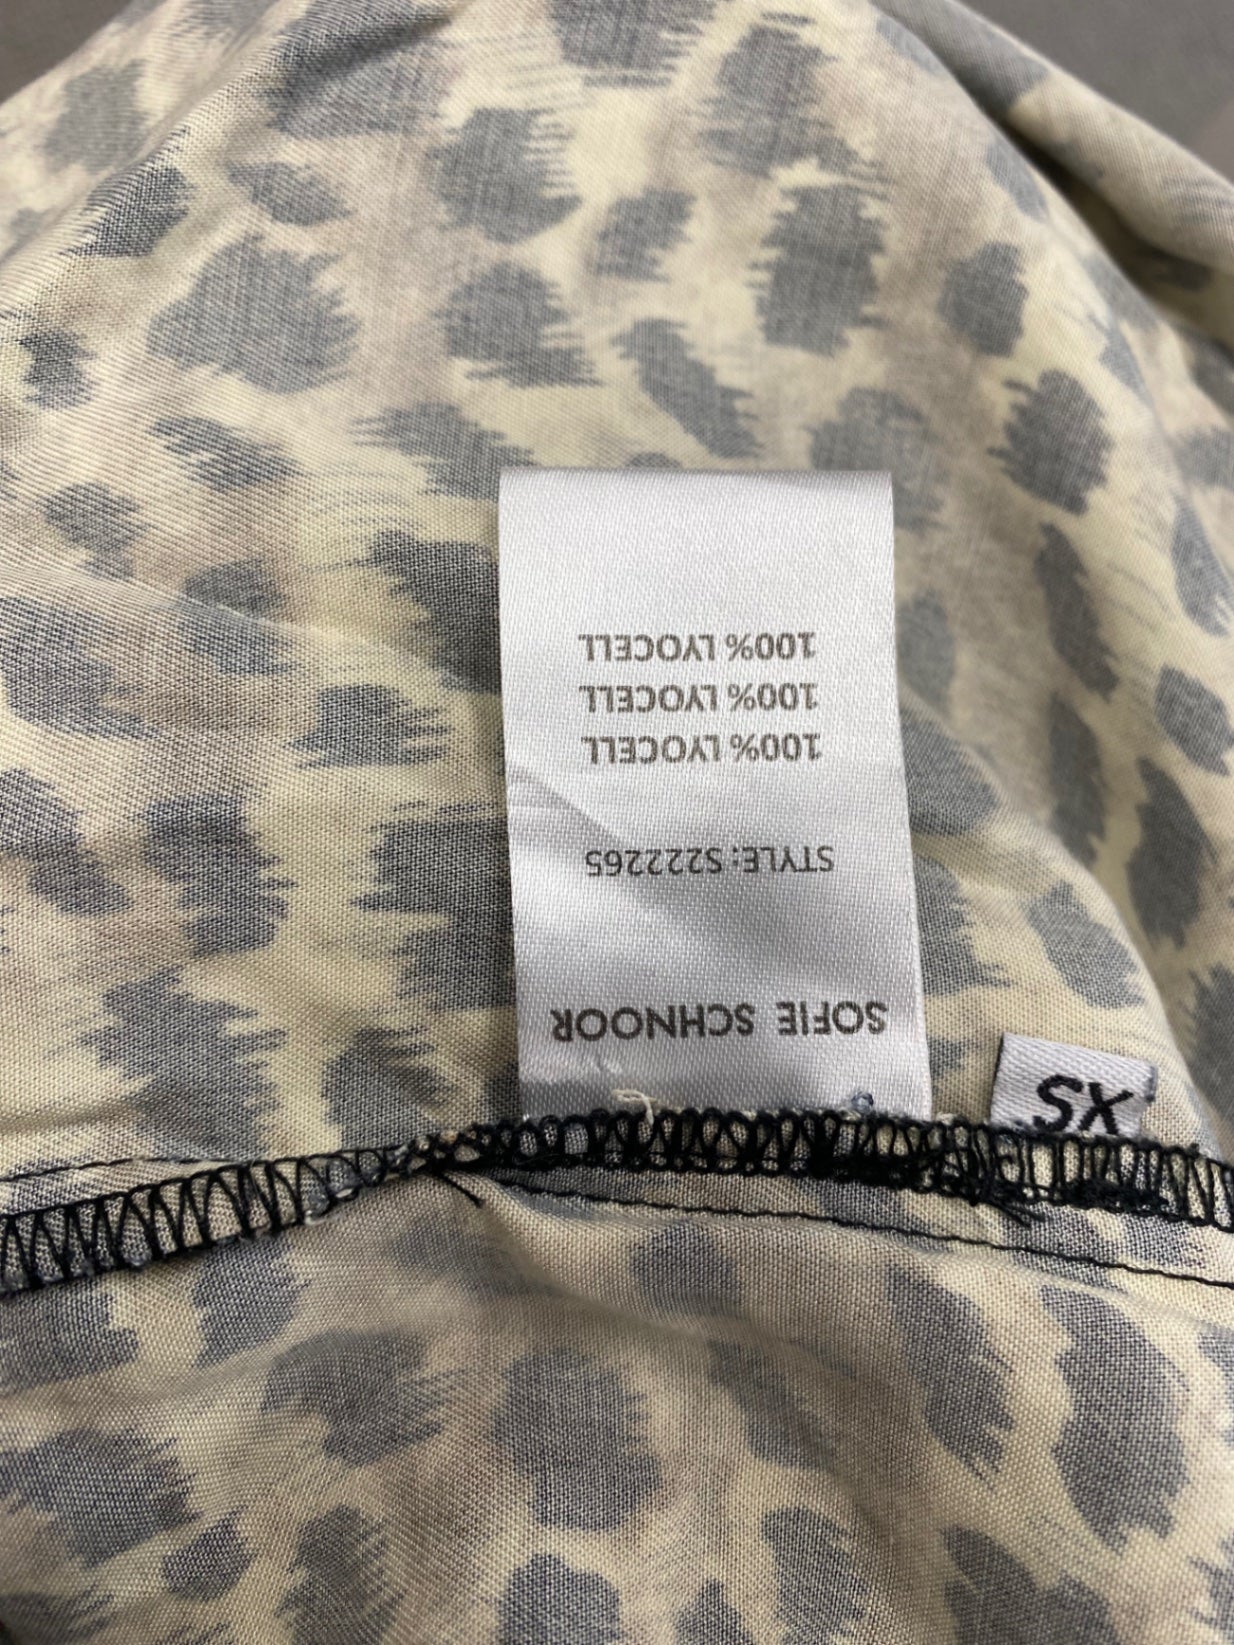 XS
SOFIE SCHNOOR
STYLE: S222265
100% LYOCELL
100% LYOCELL
100% LYOCELL